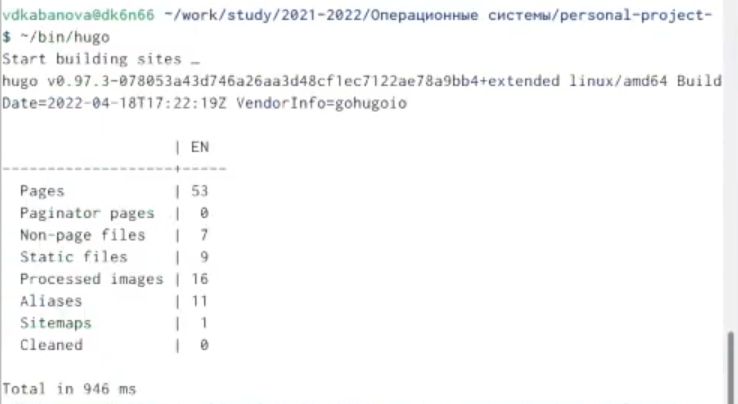 vdkabanova@dk6n66 ~/work/study/2021-2022/Операционные системы/personal-project-
$ ~/bin/hugo
Start building sites …
hugo v0.97.3-078053a43d746a26aa3d48cf1ec7122ae78a9bb4+extended linux/amd64 Build
Date=2022-04-18T17:22:19Z VendorInfo=gohugoio
| EN
-------------------+-----
Pages | 53
Paginator pages | 0
Non-page files | 7
Static files | 9
Processed images | 16
Aliases | 11
Sitemaps | 1
Cleaned | 0
Total in 946 ms